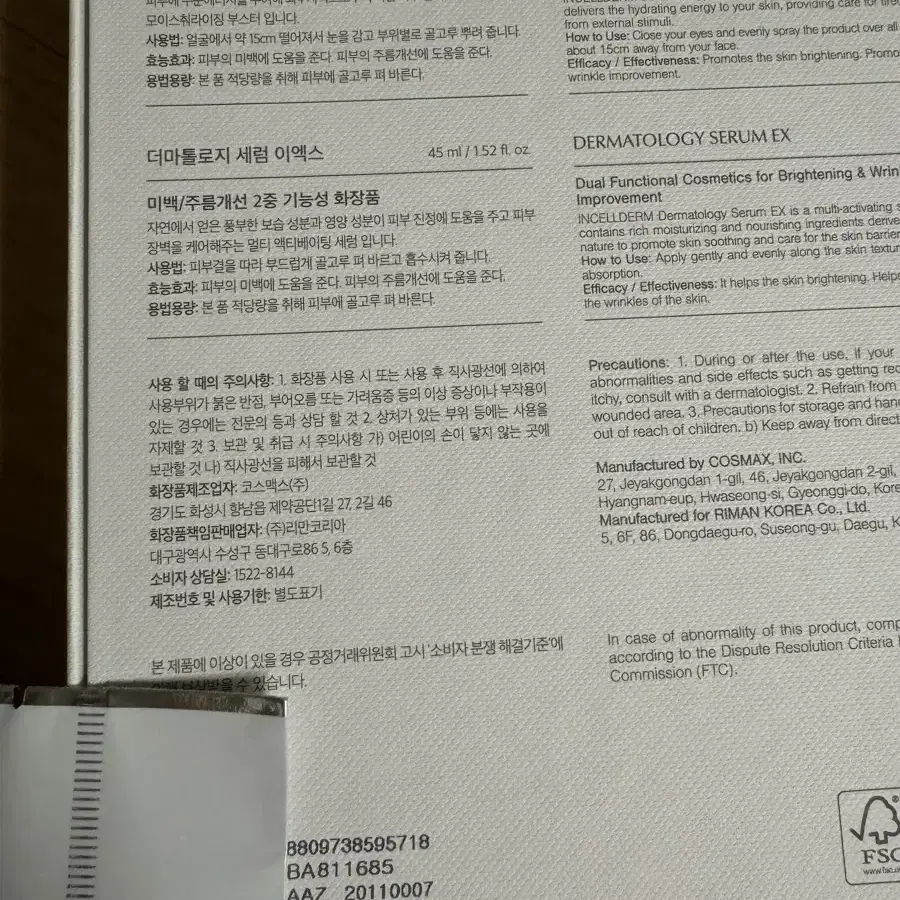 모이스춰라이징 부스터 입니다.
사용법: 얼굴에서 약 15cm 떨어져서 눈을 감고 부위별로 골고루 뿌려 줍니다.
효능효과: 피부의 미백에 도움을 준다. 피부의 주름개선에 도움을 준다.
용법용량: 본 품 적당량을 취해 피부에 골고루 펴 바른다.
더마톨로지 세럼 이엑스 45 ml / 1.52 fl. oz.
미백/주름개선 2중 기능성 화장품
자연에서 얻은 풍부한 보습 성분과 영양 성분이 피부 진정에 도움을 주고 피부
장벽을 케어해주는 멀티 액티베이팅 세럼 입니다.
사용법: 피부결을 따라 부드럽게 골고루 펴 바르고 흡수시켜 줍니다.
효능효과: 피부의 미백에 도움을 준다. 피부의 주름개선에 도움을 준다.
용법용량: 본 품 적당량을 취해 피부에 골고루 펴 바른다.
사용 할 때의 주의사항: 1. 화장품 사용 시 또는 사용 후 직사광선에 의하여
사용부위가 붉은 반점, 부어오름 또는 가려움증 등의 이상 증상이나 부작용이
있는 경우에는 전문의 등과 상담 할 것 2. 상처가 있는 부위 등에는 사용을
자제할 것 3. 보관 및 취급 시 주의사항 가) 어린이의 손이 닿지 않는 곳에
보관할 것 나) 직사광선을 피해서 보관할 것
화장품제조업자: 코스맥스(주)
경기도 화성시 향남읍 제약공단1길 27, 2길 46
화장품책임판매업자: (주)리만코리아
대구광역시 수성구 동대구로86 5, 6층
소비자 상담실: 1522-8144
제조번호 및 사용기한: 별도표기
본 제품에 이상이 있을 경우 공정거래위원회 고시 '소비자 분쟁 해결기준'에
보상받을 수 있습니다.
delivers the hydrating energy to your skin, providing care for
from external stimuli.
How to Use: Close your eyes and evenly spray the product over all
about 15cm away from your face.
Efficacy / Effectiveness: Promotes the skin brightening.
wrinkle improvement.
DERMATOLOGY SERUM EX
Dual Functional Cosmetics for Brightening &
Improvement
INCELLDERM Dermatology Serum EX is a multi-activating
contains rich moisturizing and nourishing ingredients
nature to promote skin soothing and care for the skin barrier
How to Use: Apply gently and evenly along the skin
absorption.
Efficacy / Effectiveness: It helps the skin brightening.
the wrinkles of the skin.
Precautions: 1. During or after the use, if your
abnormalities and side effects such as getting
itchy, consult with a dermatologist. 2. Refrain from
wounded area. 3. Precautions for storage and
out of reach of children. b) Keep away from
Manufactured by COSMAX, INC.
27, Jeyakgongdan 1-gil, 46, Jeyakgongdan 2-gil,
Hyangnam-eup, Hwaseong-si, Gyeonggi-do,
Manufactured for RIMAN KOREA Co., Ltd.
5, 6F, 86, Dongdaegu-ro, Suseong-gu, Daegu,
In case of abnormality of this product,
according to the Dispute Resolution Criteria
Commission (FTC).
8809738595718
BA811685
AAZ 20110007
FSC